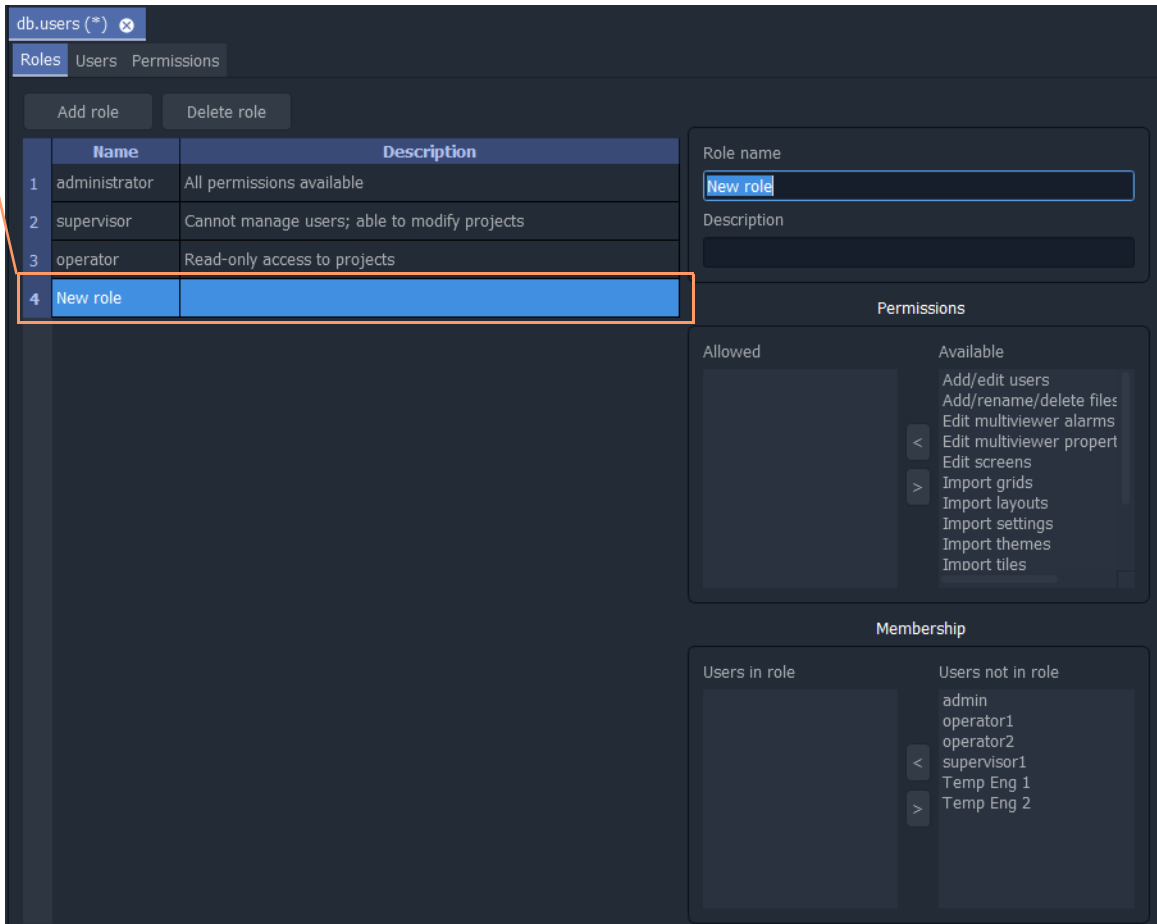 db.users (*)
Roles Users Permissions
Add role Delete role
Name Description
1 administrator All permissions available
2 supervisor Cannot manage users; able to modify projects
3 operator Read-only access to projects
4 New role
Role name
New role
Description
Permissions
Allowed Available
Add/edit users
Add/rename/delete files
Edit multiviewer alarms
Edit multiviewer propert
<
Edit screens
Import grids
>
Import layouts
Import settings
Import themes
Import tiles
Membership
Users in role Users not in role
admin
operator1
operator2
<
supervisor1
Temp Eng 1
>
Temp Eng 2